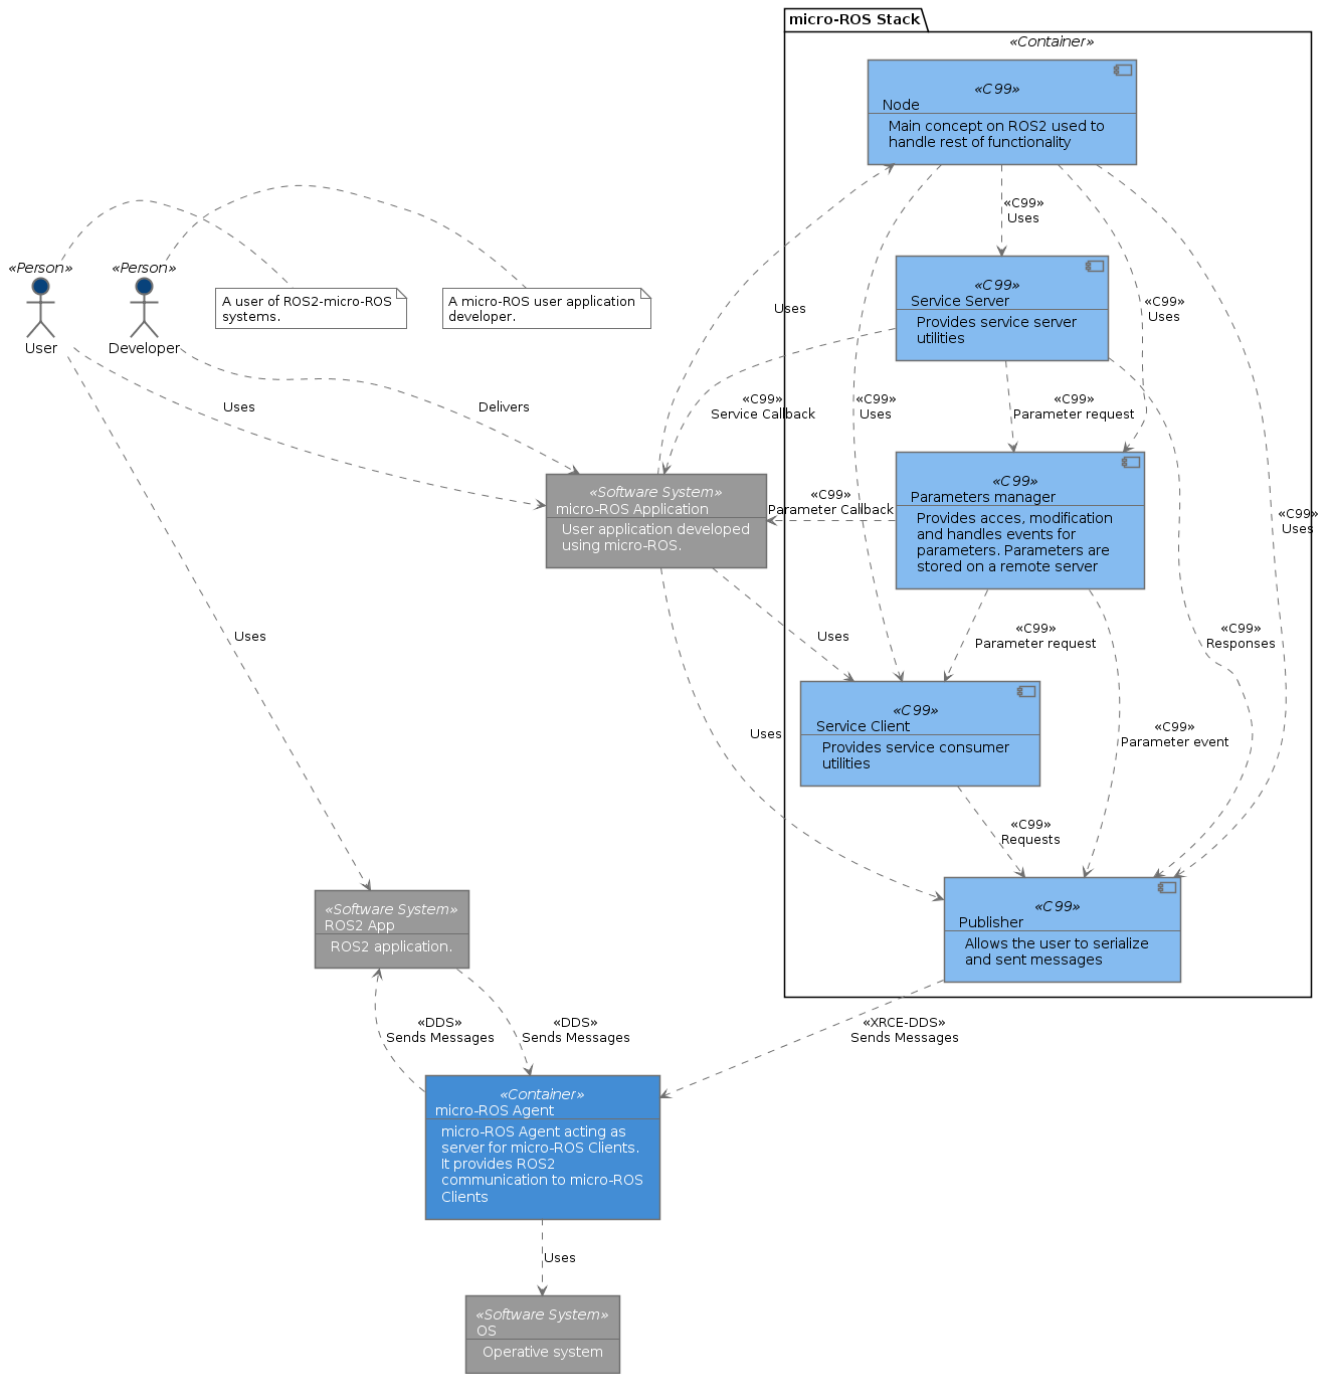 micro-ROS Stack
«Container»
«C99»
Node
Main concept on ROS2 used to
handle rest of functionality
«C99»
Uses
«Person»
User
«Person»
Developer
A user of ROS2-micro-ROS
systems.
A micro-ROS user application
developer.
Uses
«C99»
Service Server
Provides service server
utilities
«C99»
Uses
Uses
Delivers
«C99»
Service Callback
«C99»
Uses
«C99»
Parameter request
«Software System»
micro-ROS Application
User application developed
using micro-ROS.
«C99»
Parameter Callback
«C99»
Parameters manager
Provides acces, modification
and handles events for
parameters. Parameters are
stored on a remote server
«C99»
Uses
Uses
Uses
«C99»
Parameter request
«C99»
Responses
«C99»
Service Client
Provides service consumer
utilities
Uses
«C99»
Parameter event
«C99»
Requests
«C99»
Publisher
Allows the user to serialize
and sent messages
«Software System»
ROS2 App
ROS2 application.
«DDS»
Sends Messages
«DDS»
Sends Messages
«XRCE-DDS»
Sends Messages
«Container»
micro-ROS Agent
micro-ROS Agent acting as
server for micro-ROS Clients.
It provides ROS2
communication to micro-ROS
Clients
Uses
«Software System»
OS
Operative system